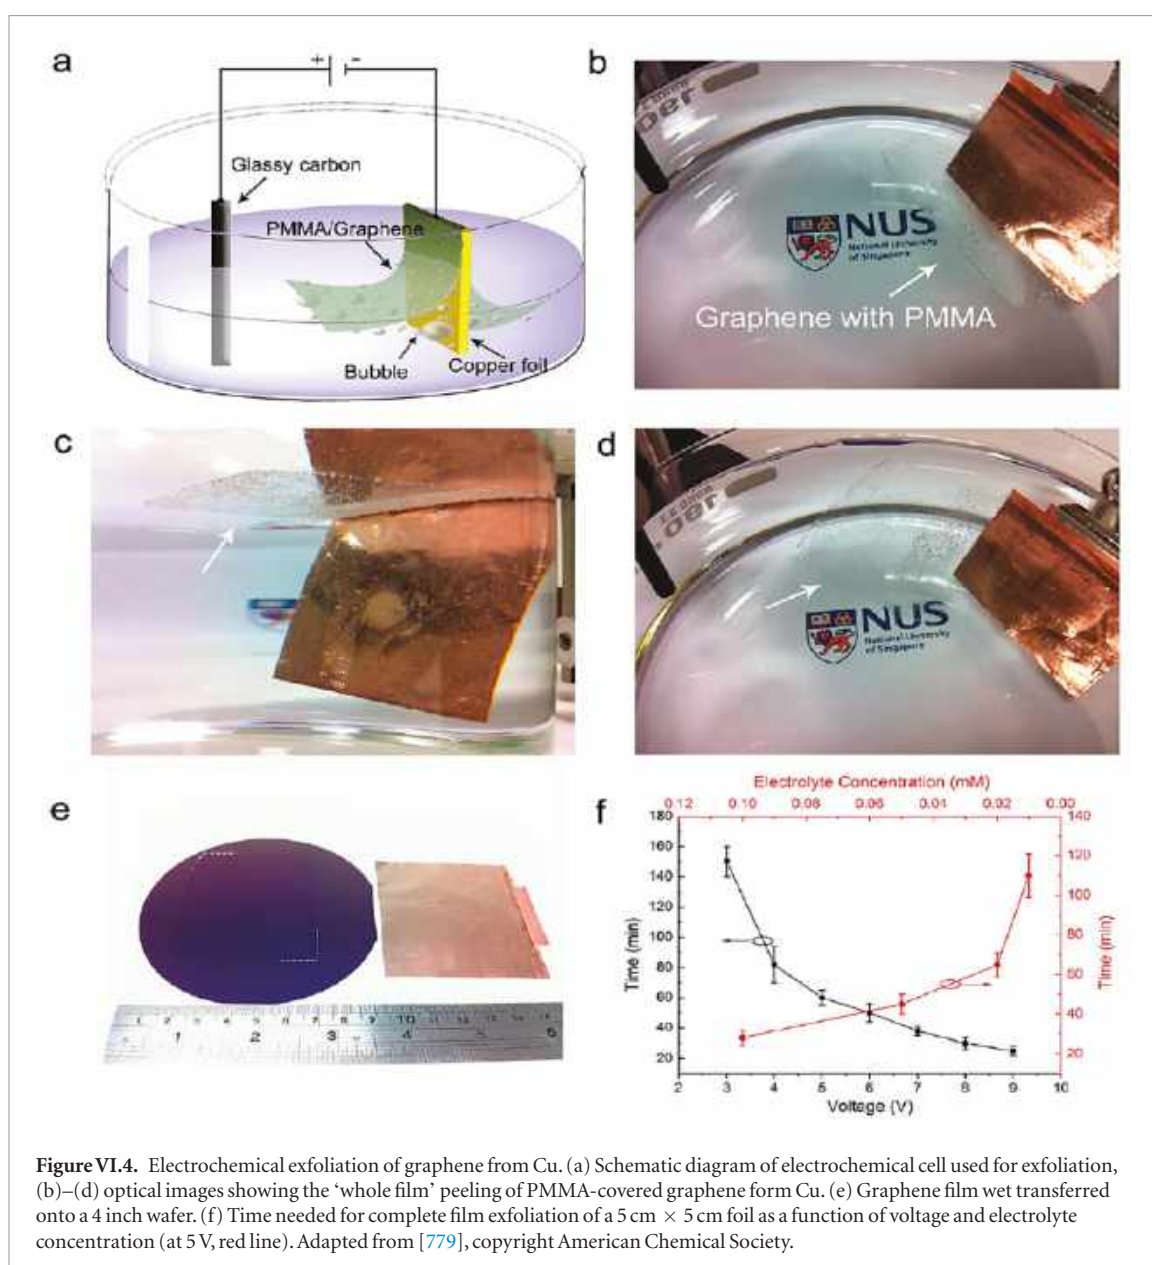 a
+ -
Glassy carbon
PMMA/Graphene
Bubble
Copper foil
b
NUS
National University
of Singapore
Graphene with PMMA
c
d
NUS
National University
of Singapore
e
1 2 3 4 5 6
f
Electrolyte Concentration (mM)
0.12 0.10 0.08 0.06 0.04 0.02 0.00
180
160
140
120
100
80
60
40
20
Time (min)
140
120
100
80
60
40
20
Time (min)
2 3 4 5 6 7 8 9 10
Voltage (V)
Figure VI.4. Electrochemical exfoliation of graphene from Cu. (a) Schematic diagram of electrochemical cell used for exfoliation,
(b)–(d) optical images showing the ‘whole film’ peeling of PMMA-covered graphene form Cu. (e) Graphene film wet transferred
onto a 4 inch wafer. (f) Time needed for complete film exfoliation of a 5 cm × 5 cm foil as a function of voltage and electrolyte
concentration (at 5 V, red line). Adapted from [779], copyright American Chemical Society.